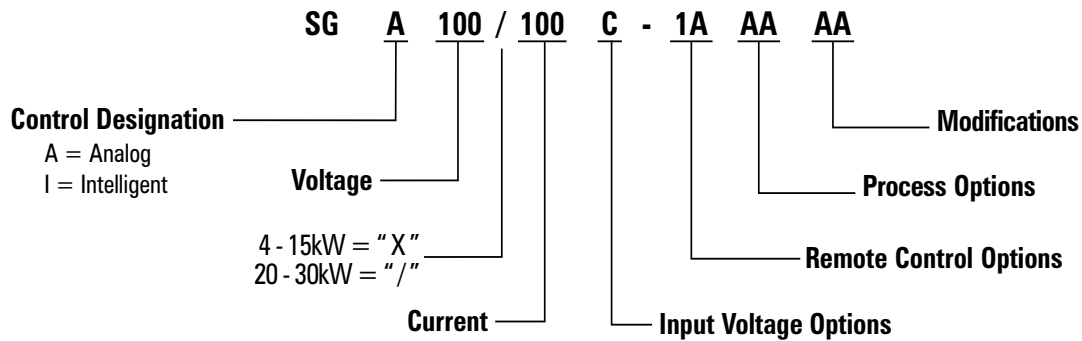 SG A 100 / 100 C - 1A AA AA
Control Designation
A = Analog
I = Intelligent
Voltage
4 - 15kW = “ X ”
20 - 30kW = “ / ”
Current
Modifications
Process Options
Remote Control Options
Input Voltage Options